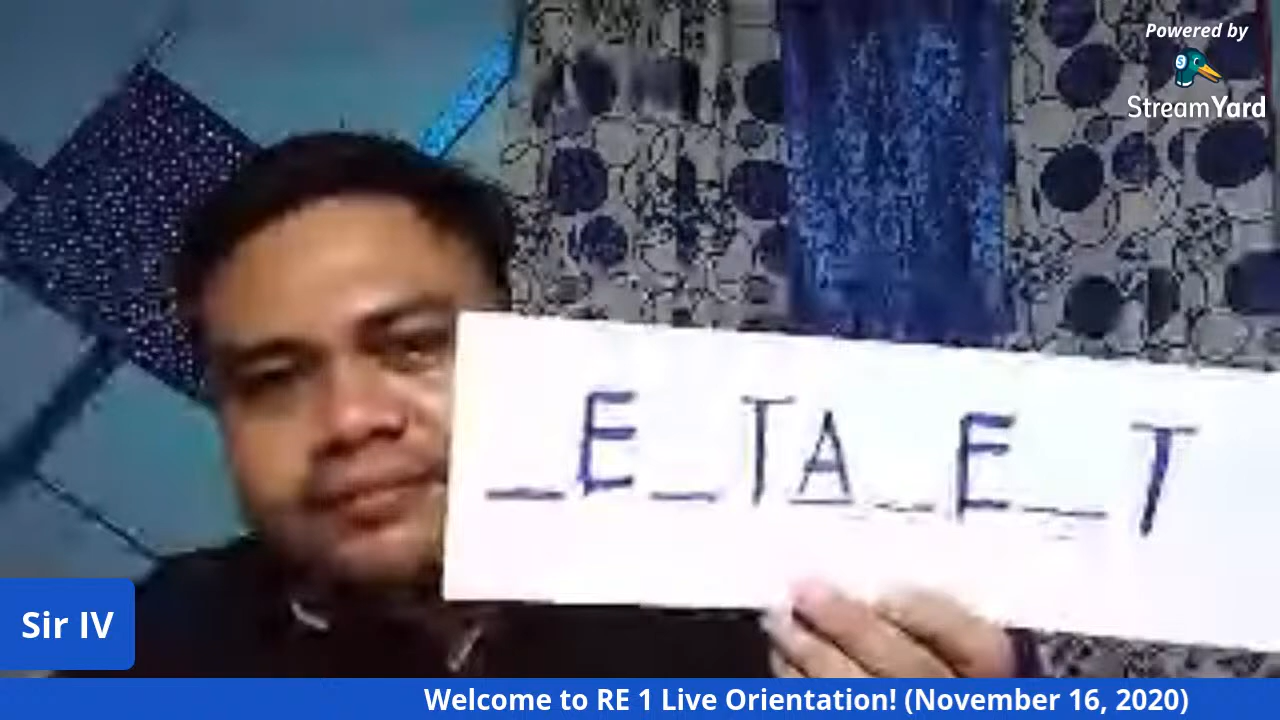 Powered by
StreamYard
_E_TA_E_T
Sir IV
Welcome to RE 1 Live Orientation! (November 16, 2020)